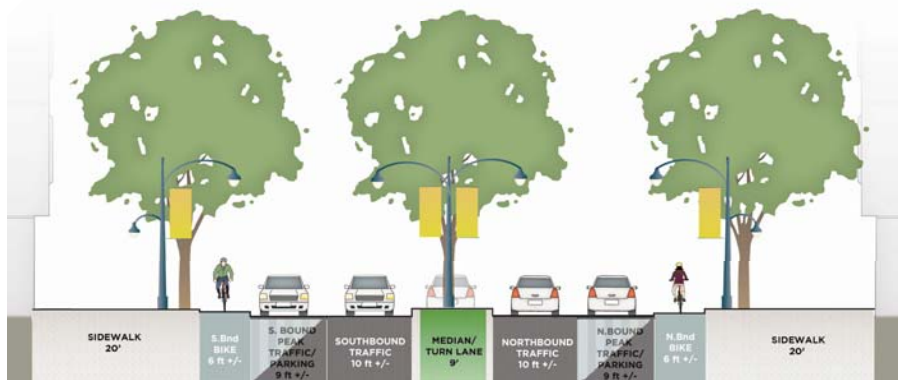 SIDEWALK
20'
S.Bnd
BIKE
6 ft +/-
S. BOUND
PEAK
TRAFFIC/
PARKING
9 ft +/-
SOUTHBOUND
TRAFFIC
10 ft +/-
MEDIAN/
TURN LANE
9'
NORTHBOUND
TRAFFIC
10 ft +/-
N.BOUND
PEAK
TRAFFIC/
PARKING
9 ft +/-
N.Bnd
BIKE
6 ft +/-
SIDEWALK
20'